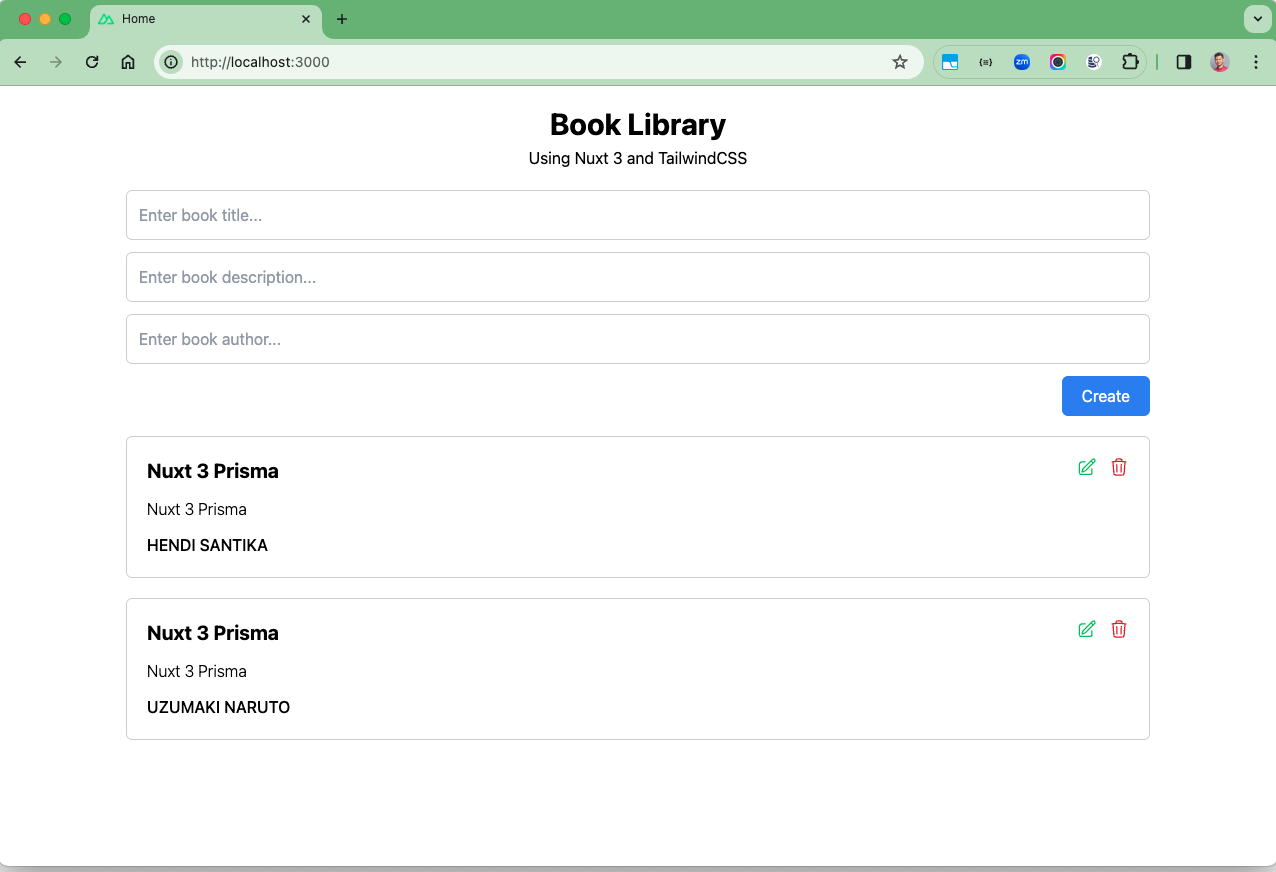 Home
http://localhost:3000
{≡}
zm
Book Library
Using Nuxt 3 and TailwindCSS
Enter book title...
Enter book description...
Enter book author...
Create
Nuxt 3 Prisma
Nuxt 3 Prisma
HENDI SANTIKA
Nuxt 3 Prisma
Nuxt 3 Prisma
UZUMAKI NARUTO